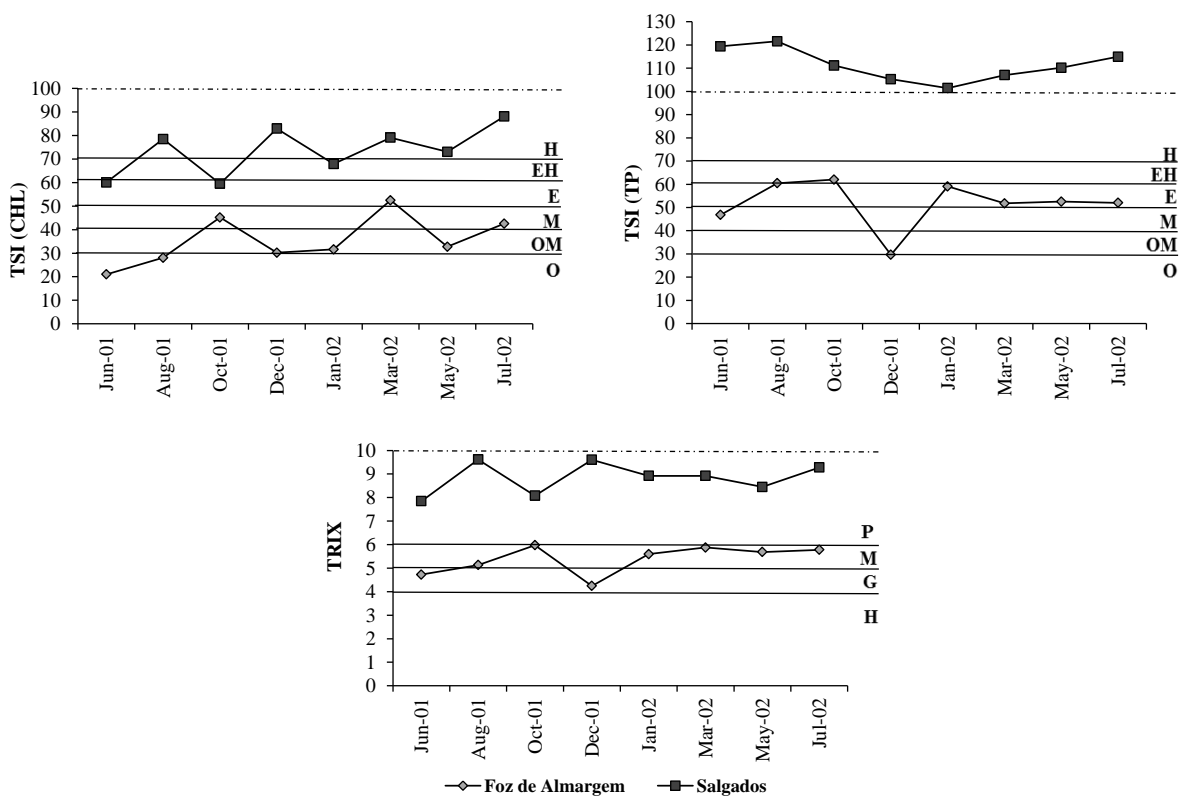 TSI (CHL)
100
90
80
70
60
50
40
30
20
10
0
H
EH
E
M
OM
O
Jun-01
Aug-01
Oct-01
Dec-01
Jan-02
Mar-02
May-02
Jul-02
TSI (TP)
130
120
110
100
90
80
70
60
50
40
30
20
10
0
H
EH
E
M
OM
O
Jun-01
Aug-01
Oct-01
Dec-01
Jan-02
Mar-02
May-02
Jul-02
TRIX
10
9
8
7
6
5
4
3
2
1
0
P
M
G
H
Jun-01
Aug-01
Oct-01
Dec-01
Jan-02
Mar-02
May-02
Jul-02
Foz de Almargem Salgados